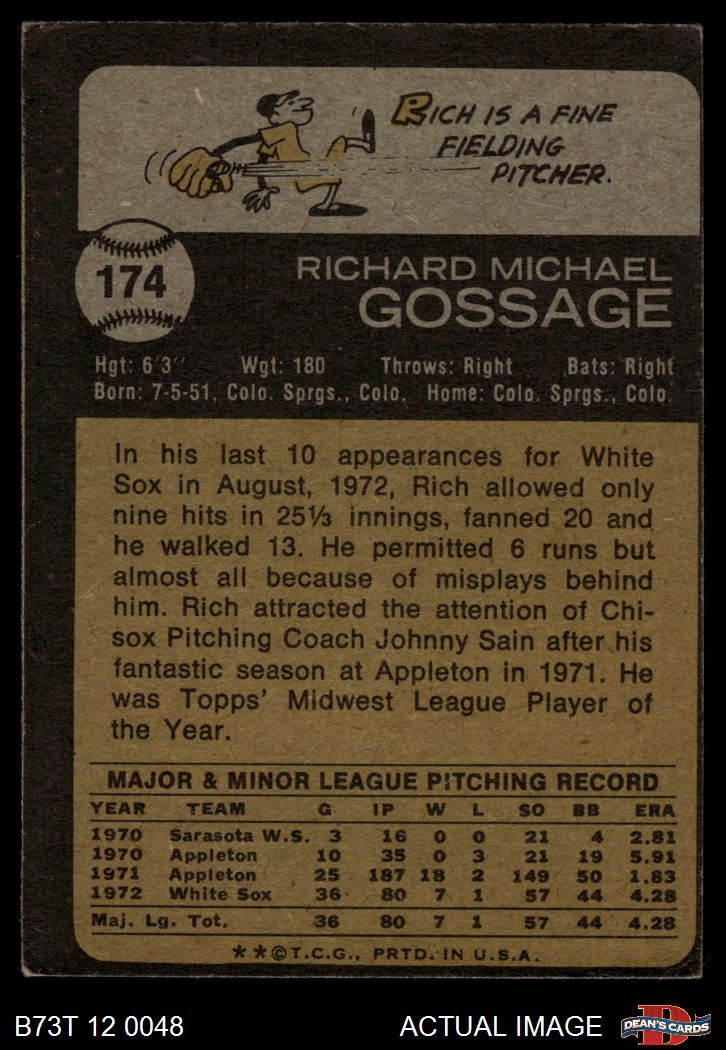 RICH IS A FINE
FIELDING
PITCHER.
174
RICHARD MICHAEL
GOSSAGE
Hgt: 6'3" Wgt: 180 Throws: Right Bats: Right
Born: 7-5-51, Colo. Sprgs., Colo. Home: Colo. Sprgs., Colo.
In his last 10 appearances for White
Sox in August, 1972, Rich allowed only
nine hits in 25⅓ innings, fanned 20 and
he walked 13. He permitted 6 runs but
almost all because of misplays behind
him. Rich attracted the attention of Chi-
sox Pitching Coach Johnny Sain after his
fantastic season at Appleton in 1971. He
was Topps' Midwest League Player of
the Year.
MAJOR & MINOR LEAGUE PITCHING RECORD
YEAR TEAM G IP W L SO BB ERA
1970 Sarasota W.S. 3 16 0 0 21 4 2.81
1970 Appleton 10 35 0 3 21 19 5.91
1971 Appleton 25 187 18 2 149 50 1.83
1972 White Sox 36 80 7 1 57 44 4.28
Maj. Lg. Tot. 36 80 7 1 57 44 4.28
**©T.C.G., PRTD. IN U.S.A.
B73T 12 0048 ACTUAL IMAGE D DEAN'S CARDS